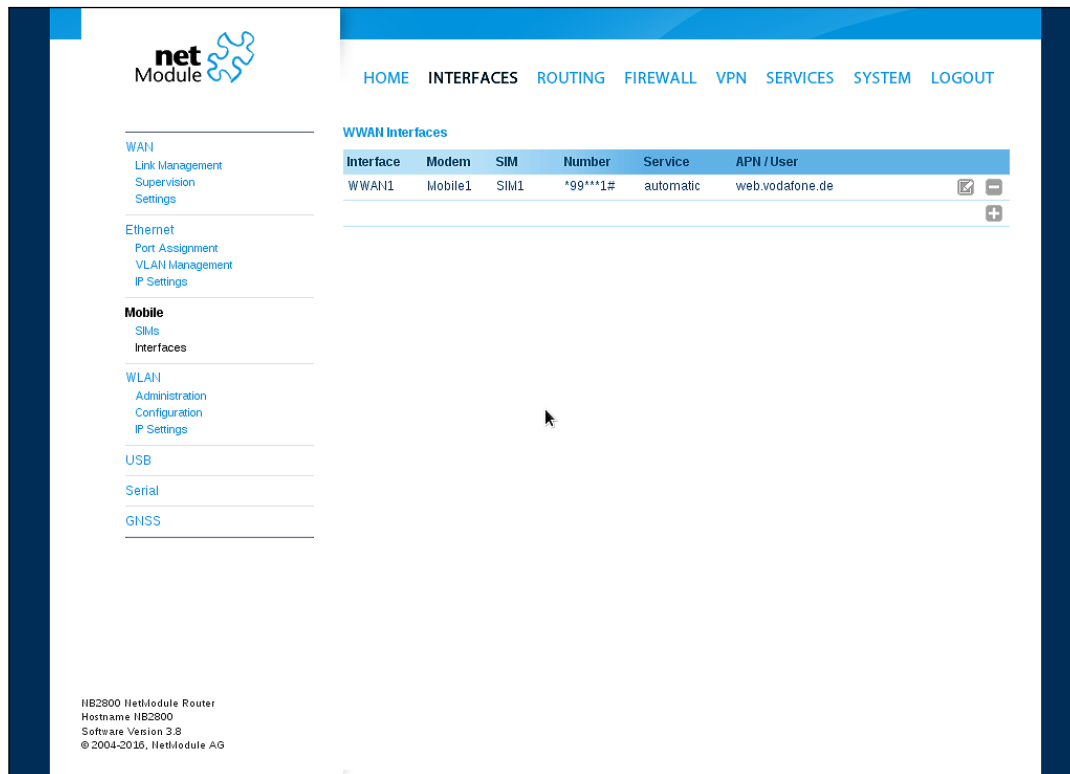 net
Module
HOME INTERFACES ROUTING FIREWALL VPN SERVICES SYSTEM LOGOUT
WAN
Link Management
Supervision
Settings
Ethernet
Port Assignment
VLAN Management
IP Settings
Mobile
SIMs
Interfaces
WLAN
Administration
Configuration
IP Settings
USB
Serial
GNSS
WWAN Interfaces
Interface Modem SIM Number Service APN / User
WWAN1 Mobile1 SIM1 *99***1# automatic web.vodafone.de
NB2800 NetModule Router
Hostname NB2800
Software Version 3.8
© 2004-2016, NetModule AG